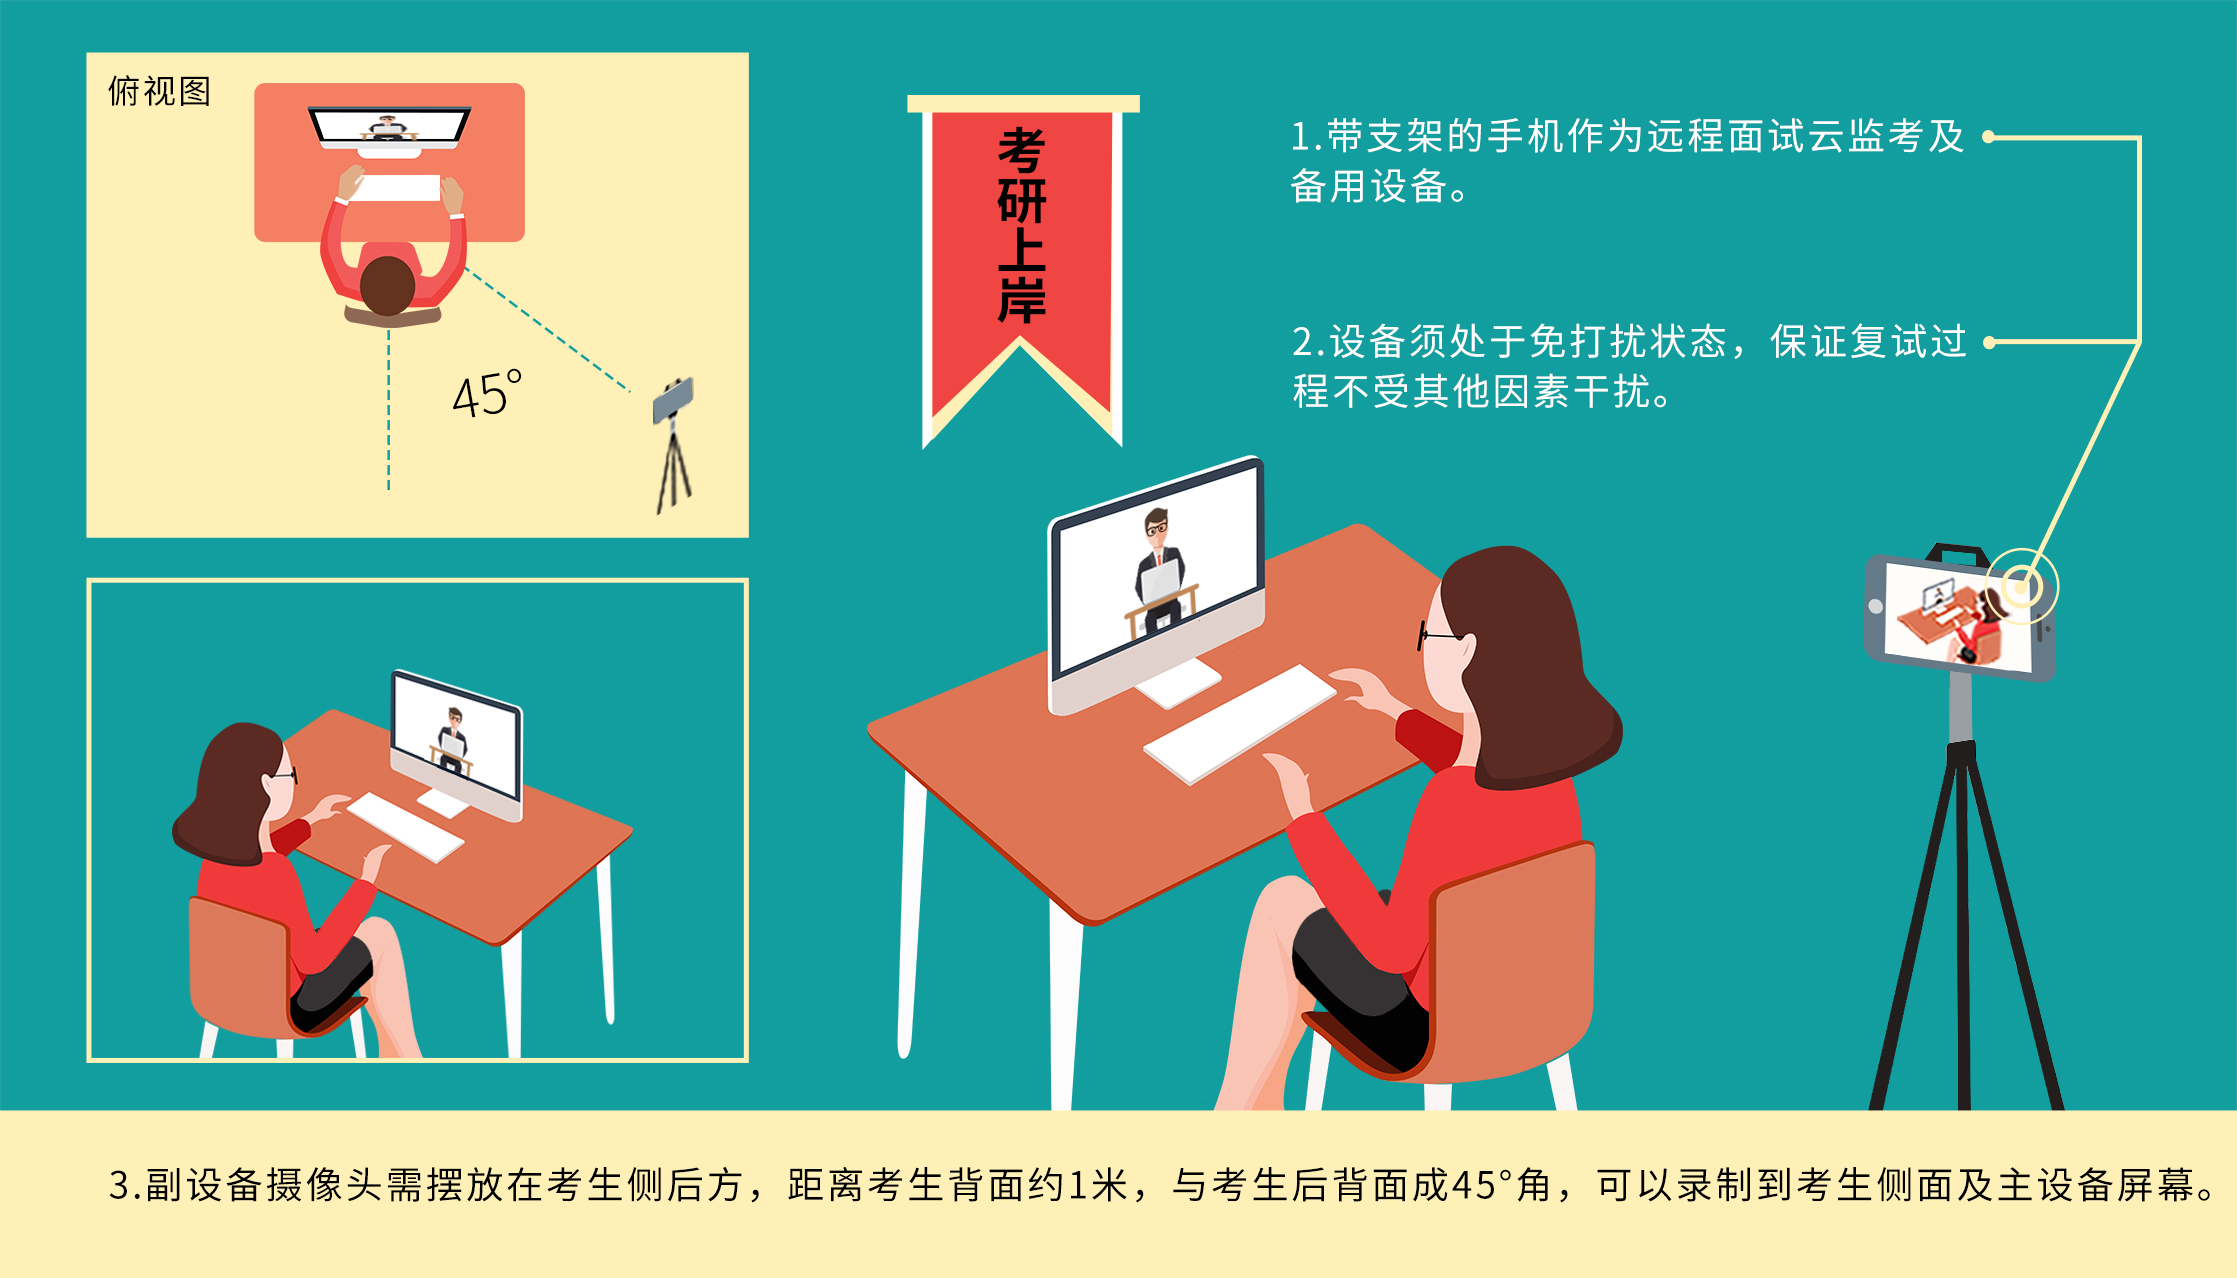 俯视图
45°
考研上岸
1.带支架的手机作为远程面试云监考及
备用设备。
2.设备须处于免打扰状态，保证复试过
程不受其他因素干扰。
3.副设备摄像头需摆放在考生侧后方，距离考生背面约1米，与考生后背面成45°角，可以录制到考生侧面及主设备屏幕。